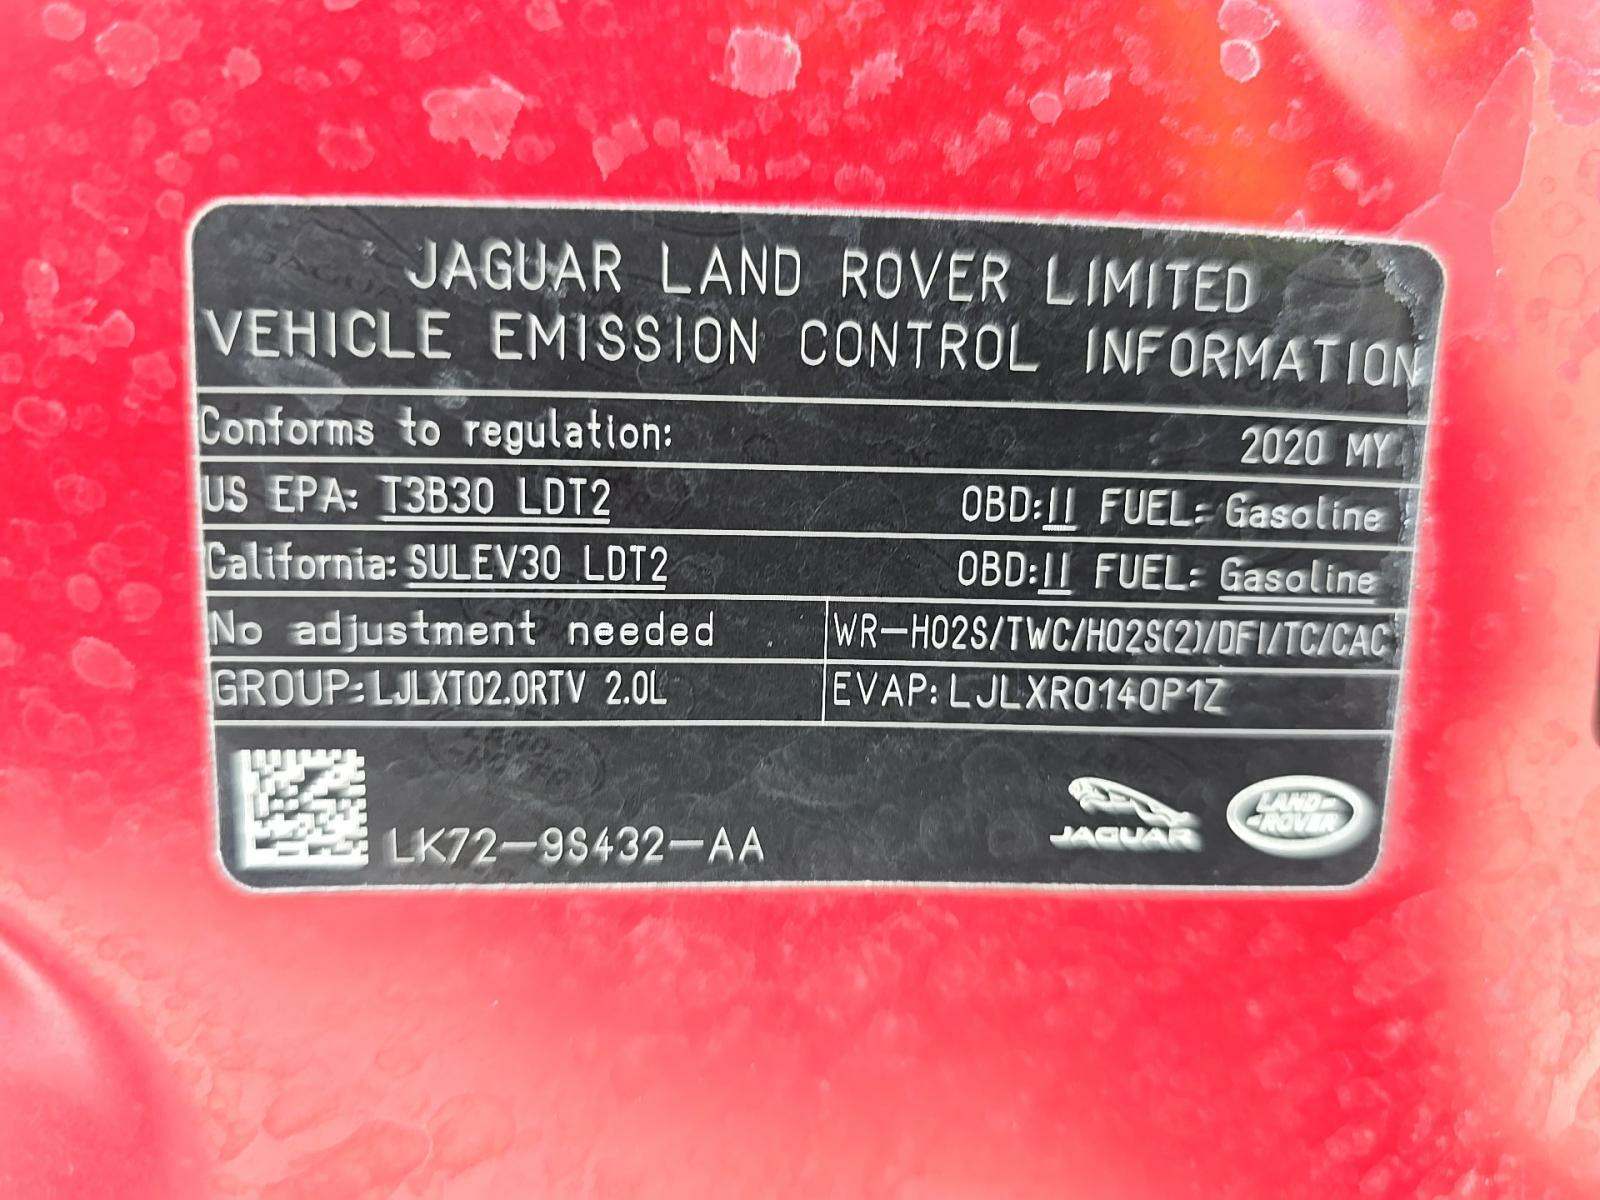 JAGUAR LAND ROVER LIMITED
VEHICLE EMISSION CONTROL INFORMATION
Conforms to regulation: 2020 MY
US EPA: T3B30 LDT2 OBD:II FUEL: Gasoline
California: SULEV30 LDT2 OBD:II FUEL: Gasoline
No adjustment needed WR-HO2S/TWC/HO2S(2)/DFI/TC/CAC
GROUP:LJLXT02.0RTV 2.0L EVAP:LJLXR0140P1Z
LK72-9S432-AA
JAGUAR
LAND-
-ROVER